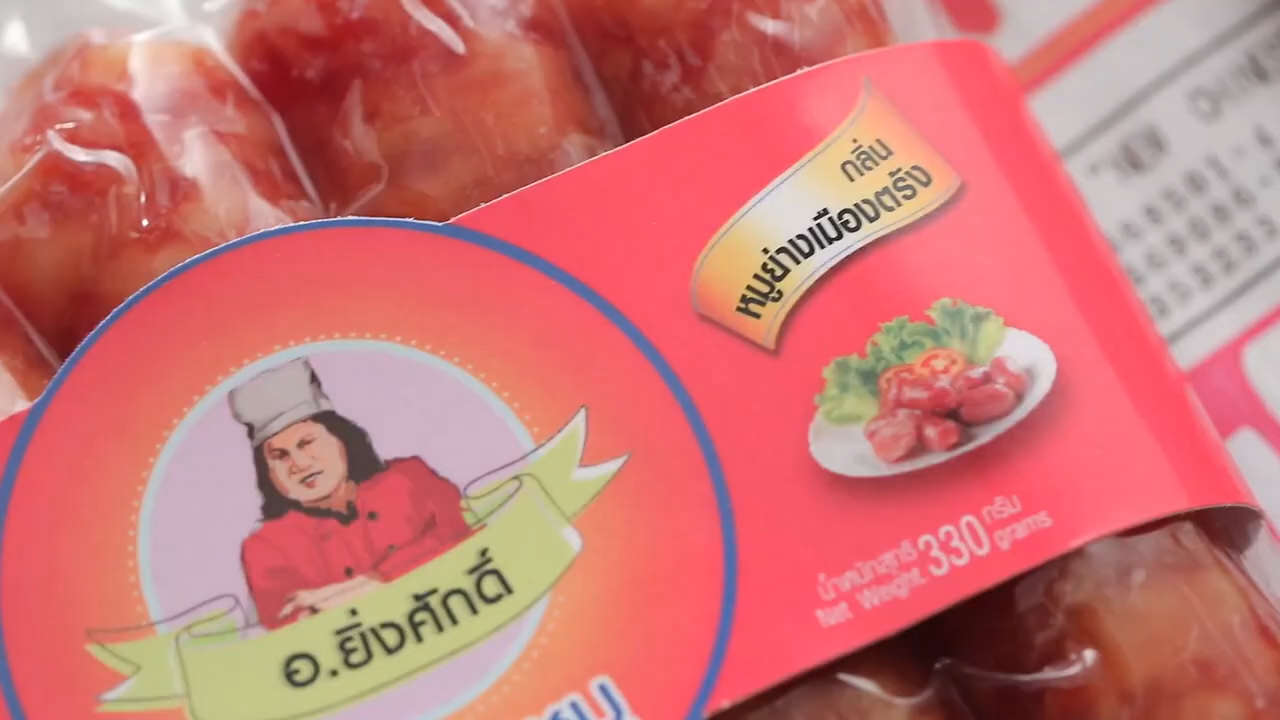 กลิ่น
หมูย่างเมืองตรัง
อ.ยิ่งศักดิ์
น้ำหนักสุทธิ 330 กรัม
Net Weight grams